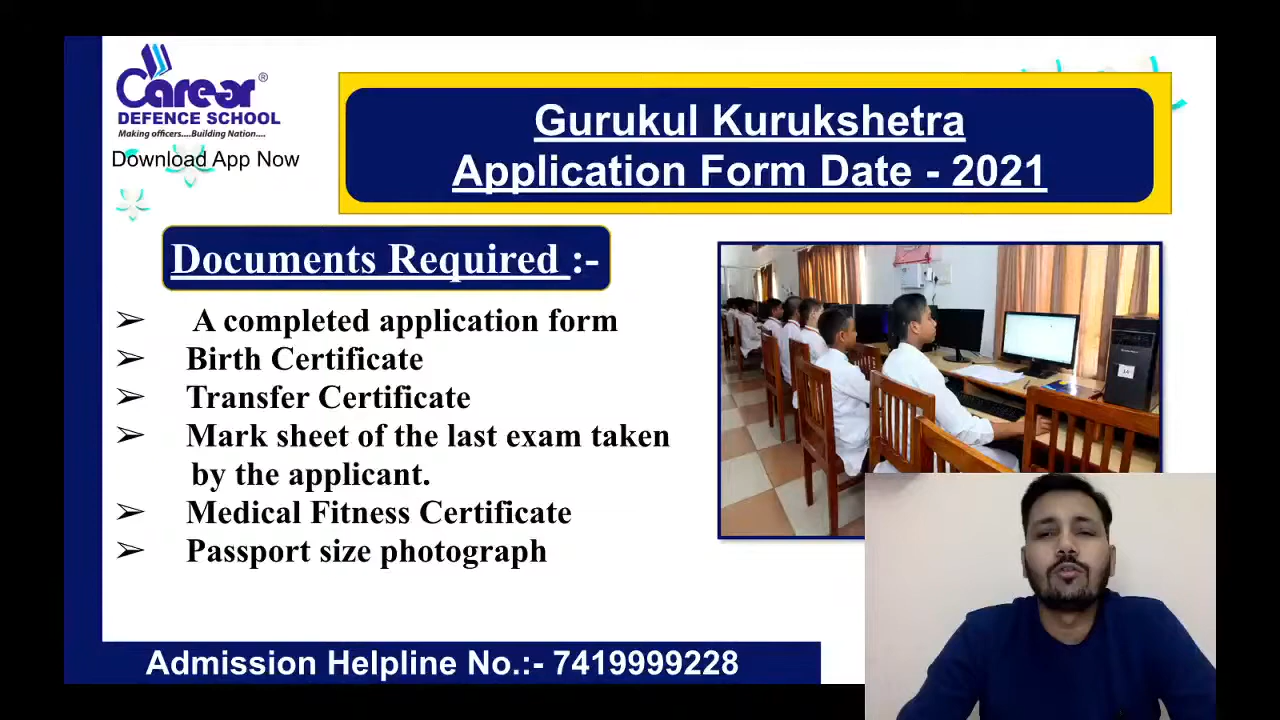 Carear®
DEFENCE SCHOOL
Making officers....Building Nation....
Download App Now
Gurukul Kurukshetra
Application Form Date - 2021
Documents Required :-
➢ A completed application form
➢ Birth Certificate
➢ Transfer Certificate
➢ Mark sheet of the last exam taken
by the applicant.
➢ Medical Fitness Certificate
➢ Passport size photograph
Admission Helpline No.:- 7419999228